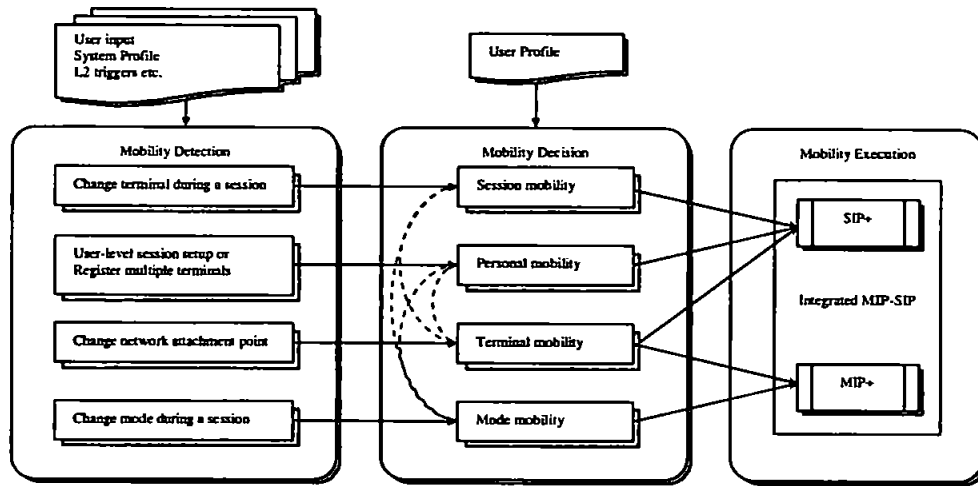 User input
System Profile
L2 triggers etc.
User Profile
Mobility Detection
Change terminal during a session
User-level session setup or
Register multiple terminals
Change network attachment point
Change mode during a session
Mobility Decision
Session mobility
Personal mobility
Terminal mobility
Mode mobility
Mobility Execution
SIP+
Integrated MIP-SIP
MIP+